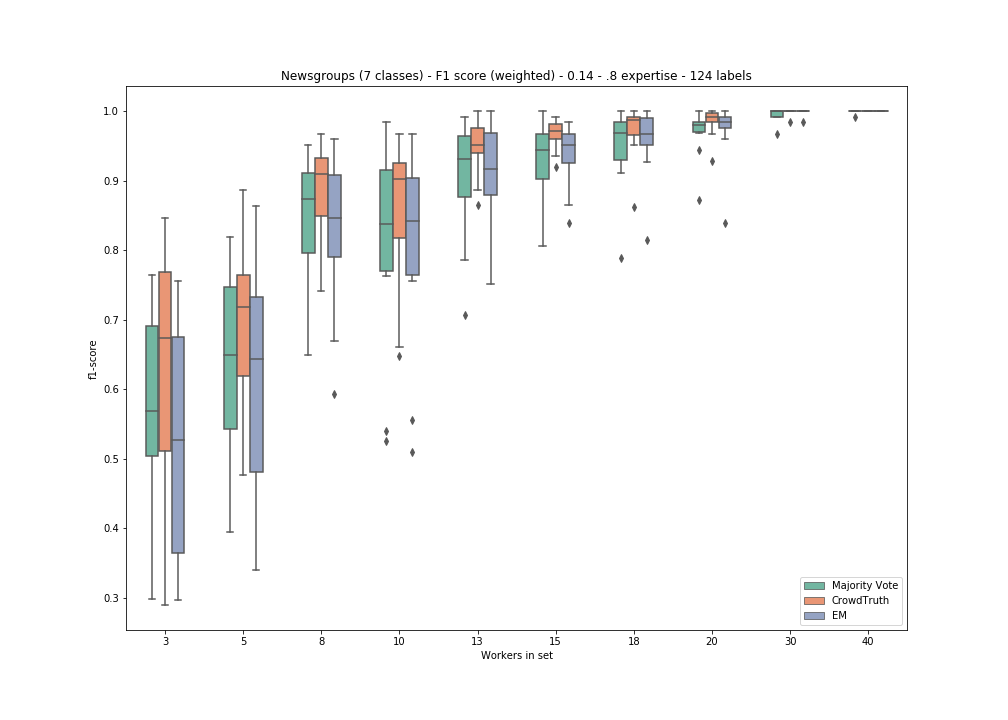 Newsgroups (7 classes) - F1 score (weighted) - 0.14 - .8 expertise - 124 labels
f1-score
1.0
0.9
0.8
0.7
0.6
0.5
0.4
0.3
3 5 8 10 13 15 18 20 30 40
Workers in set
Majority Vote
CrowdTruth
EM